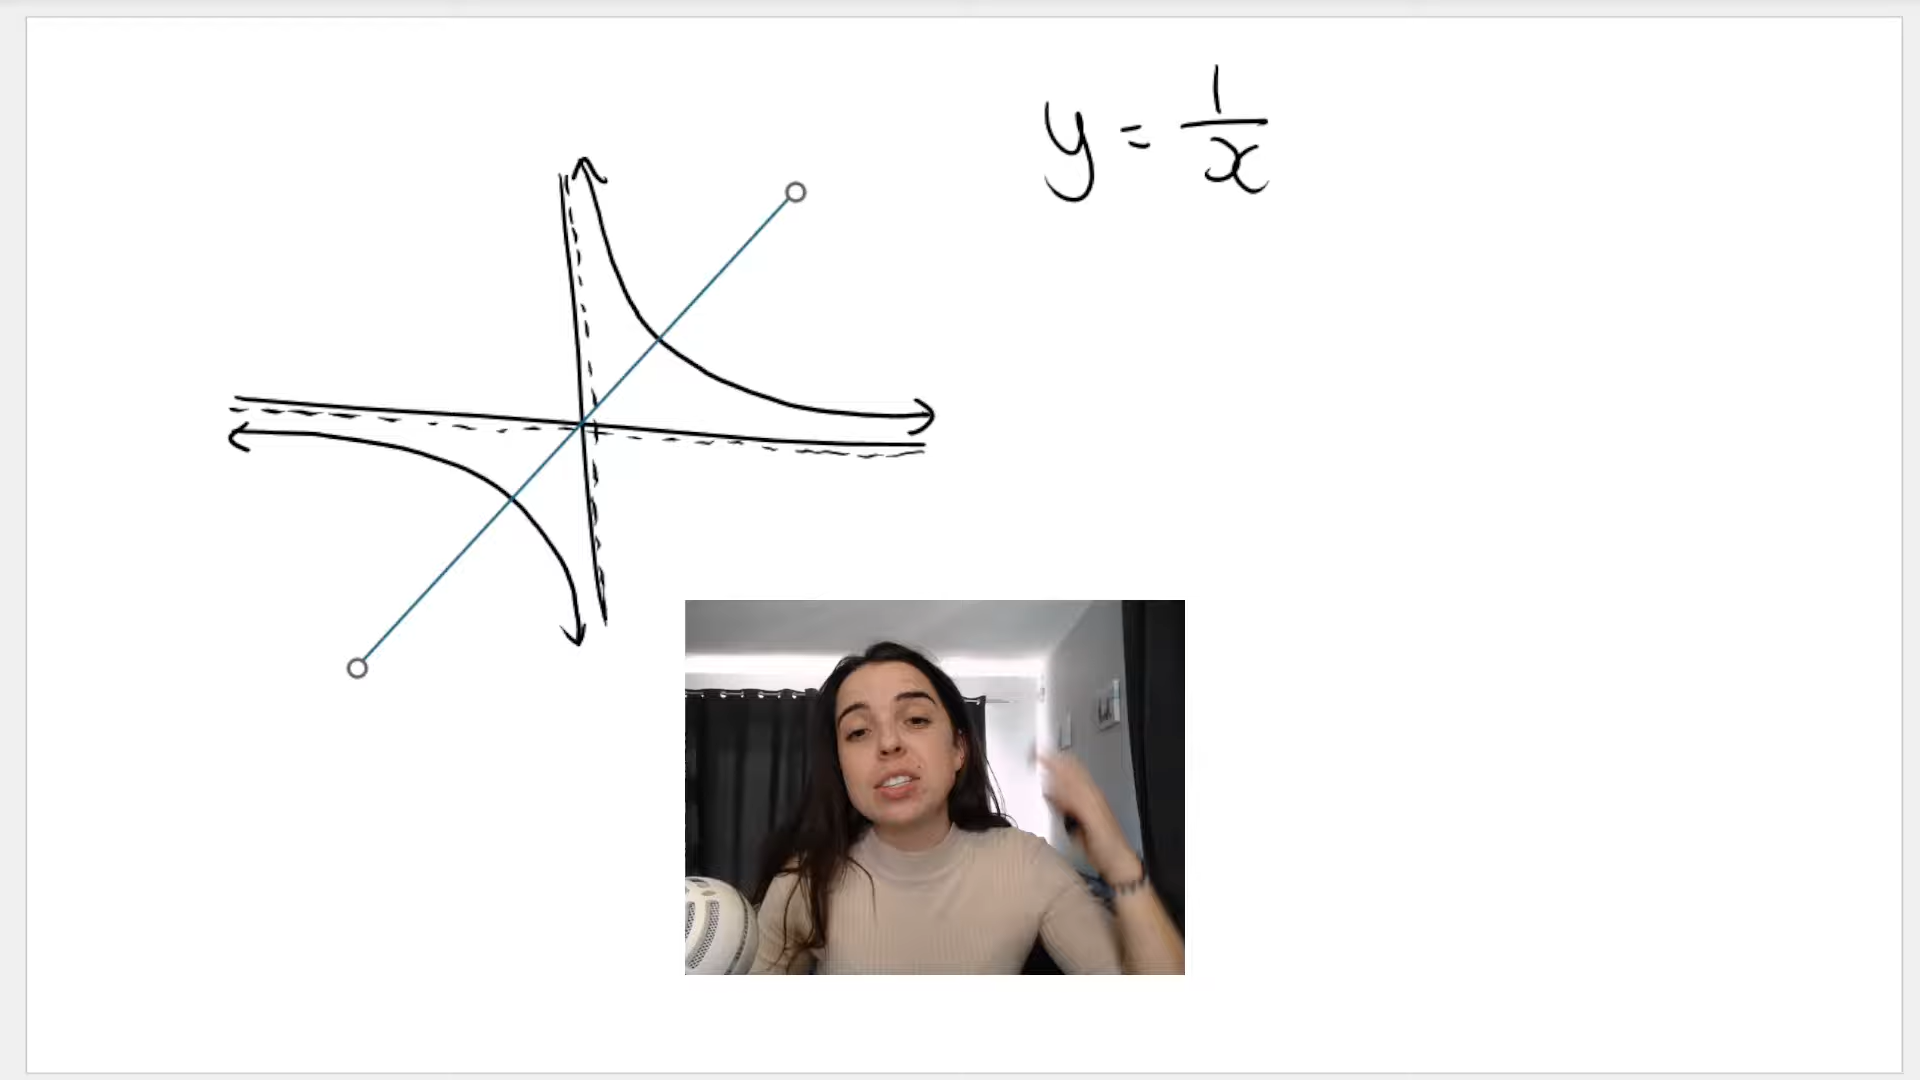 y = 1/x